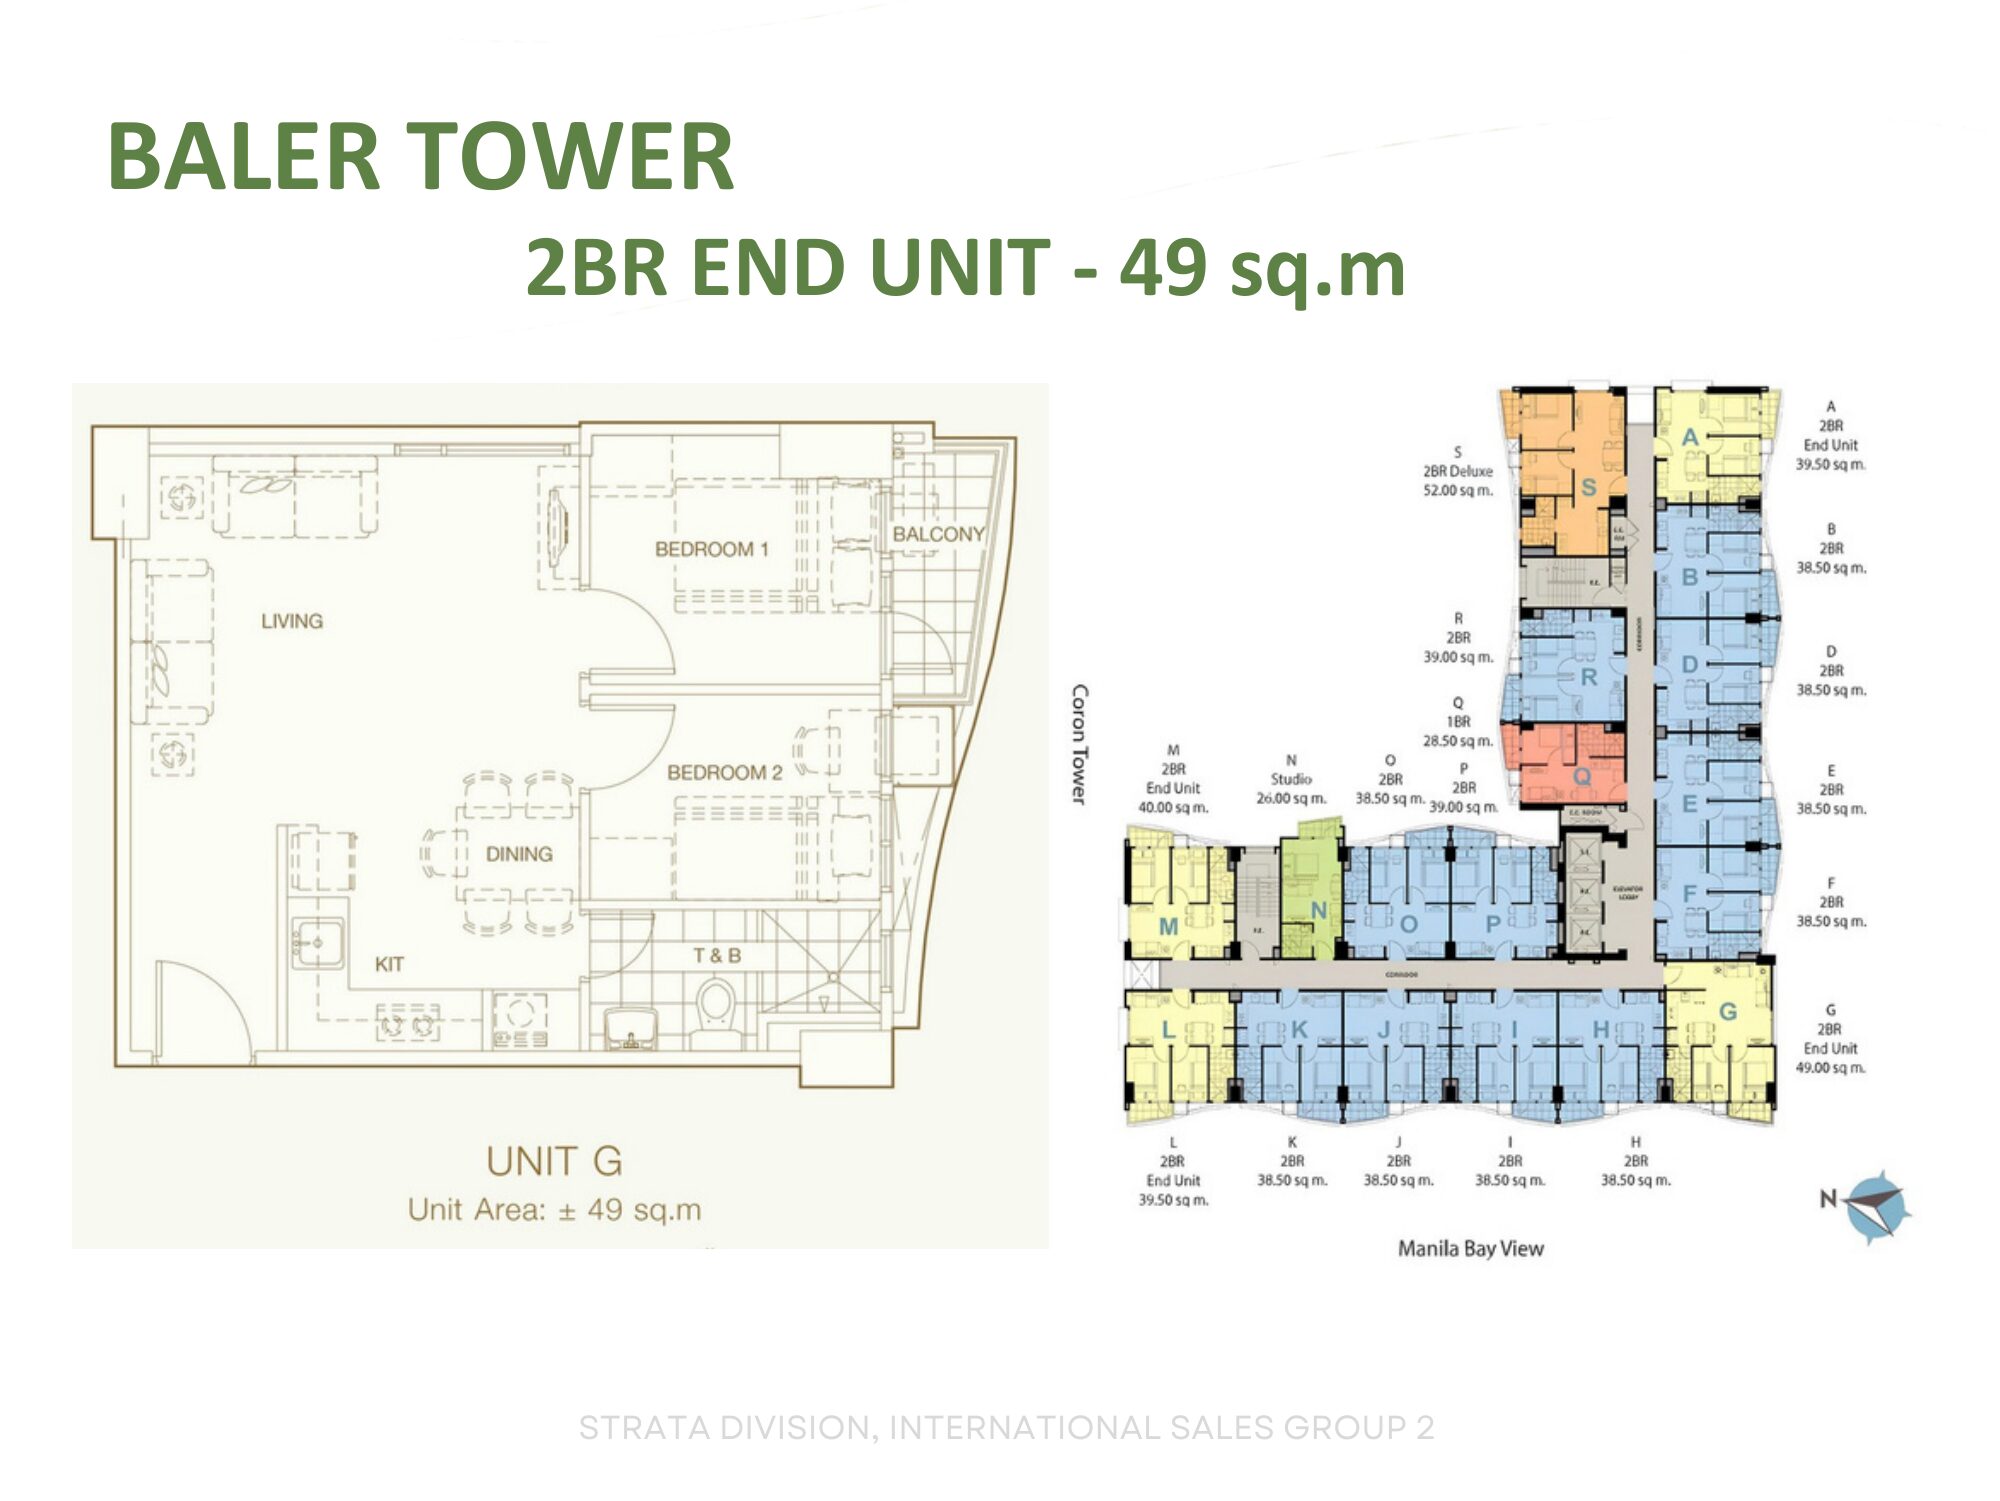 BALER TOWER
2BR END UNIT - 49 sq.m
LIVING
BEDROOM 1
BALCONY
BEDROOM 2
DINING
KIT
T & B
UNIT G
Unit Area: ± 49 sq.m
Coron Tower
S
2BR Deluxe
52.00 sq m.
R
2BR
39.00 sq m.
Q
1BR
28.50 sq m.
M
2BR
End Unit
40.00 sq m.
N
Studio
26.00 sq m.
O
2BR
38.50 sq m.
P
2BR
39.00 sq m.
A
2BR
End Unit
39.50 sq m.
B
2BR
38.50 sq m.
D
2BR
38.50 sq m.
E
2BR
38.50 sq m.
F
2BR
38.50 sq m.
G
2BR
End Unit
49.00 sq m.
S
A
B
R
D
Q
E
F
M
N
O
P
G
L
K
J
I
H
CORRIDOR
ELEVATOR
LOBBY
CORRIDOR
L
2BR
End Unit
39.50 sq m.
K
2BR
38.50 sq m.
J
2BR
38.50 sq m.
I
2BR
38.50 sq m.
H
2BR
38.50 sq m.
N
Manila Bay View
STRATA DIVISION, INTERNATIONAL SALES GROUP 2